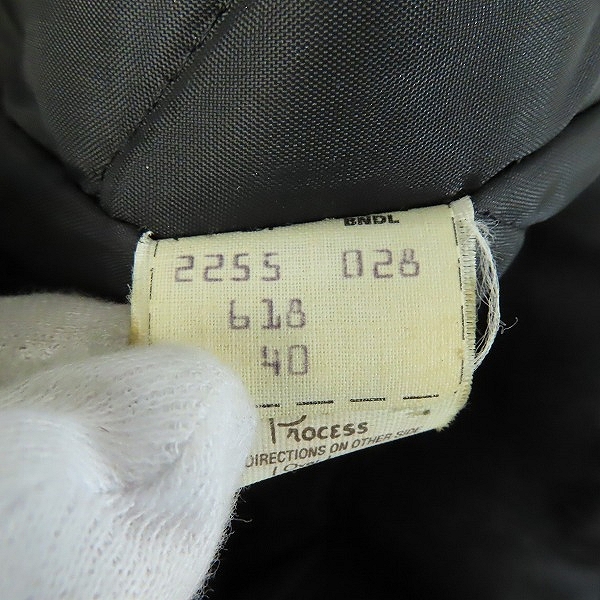 BNDL
2255 028
618
40
Process
DIRECTIONS ON OTHER SIDE